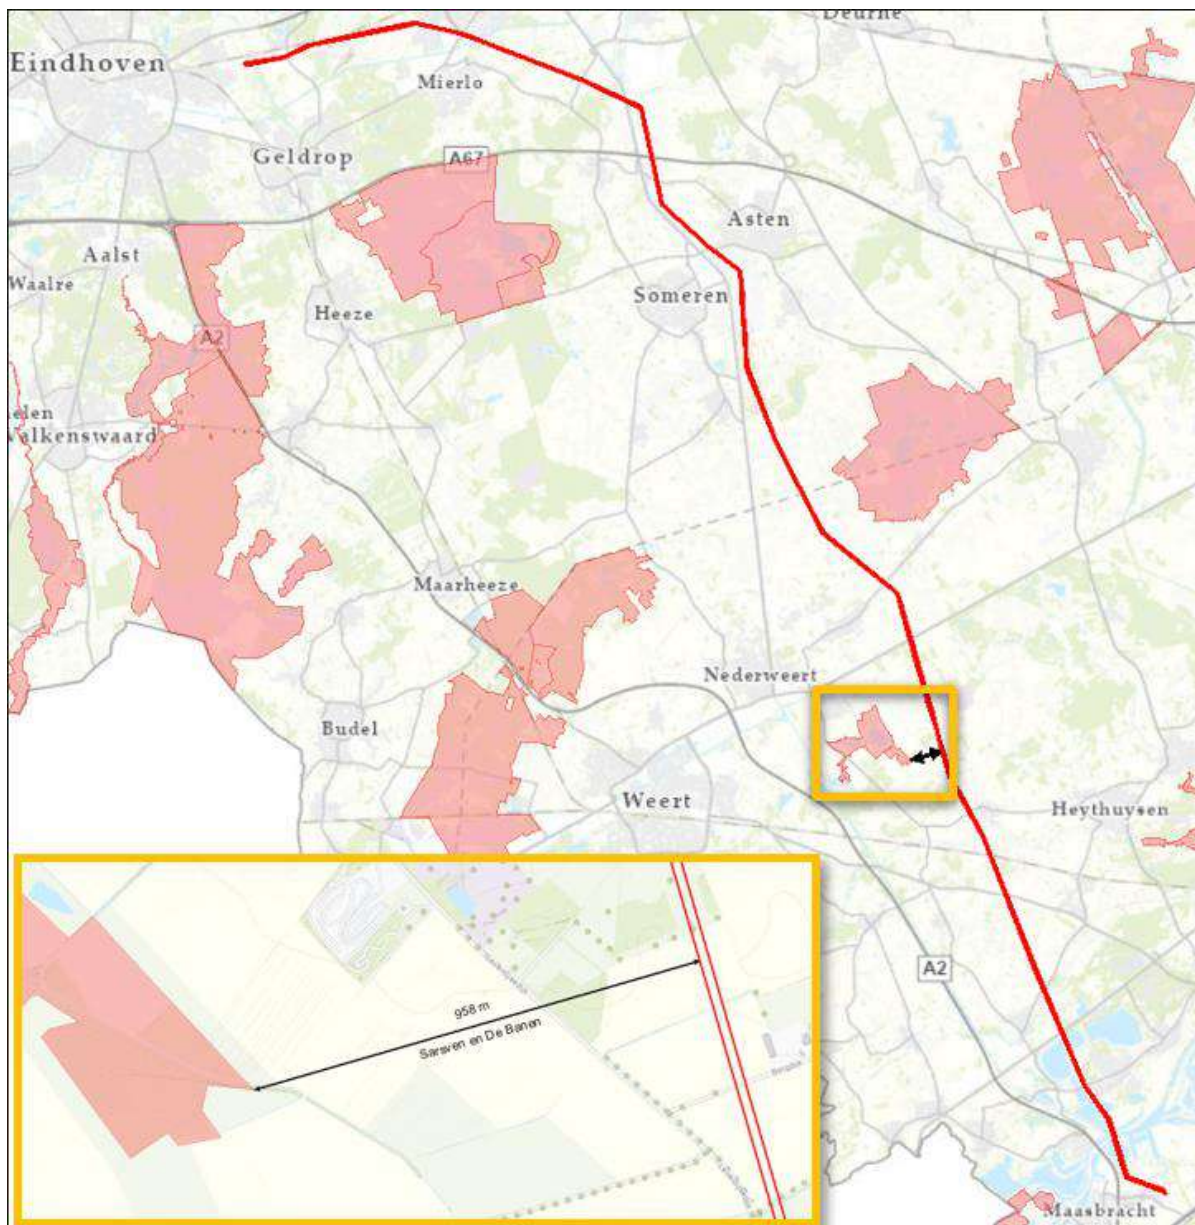 Deurne
Eindhoven
Mierlo
Geldrop
A67
Asten
Aalst
Waalre
Someren
Heeze
A2
elen
Valkenswaard
Maarheeze
Nederweert
Budel
Weert
Heythuysen
958 m
Sarsven en De Banen
A2
Maasbracht